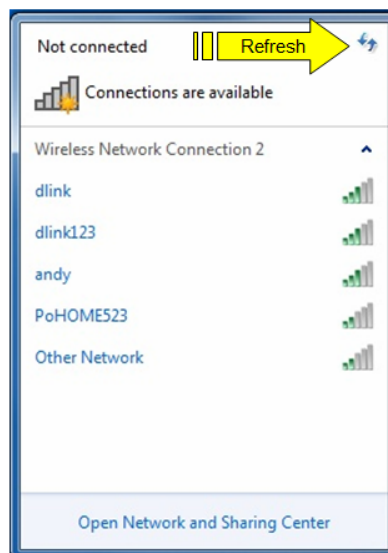 Not connected
Refresh
Connections are available
Wireless Network Connection 2
dlink
dlink123
andy
PoHOME523
Other Network
Open Network and Sharing Center